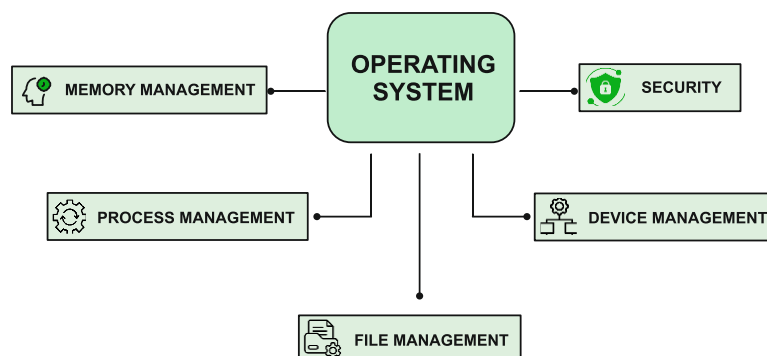 OPERATING
SYSTEM
MEMORY MANAGEMENT
SECURITY
PROCESS MANAGEMENT
DEVICE MANAGEMENT
FILE MANAGEMENT